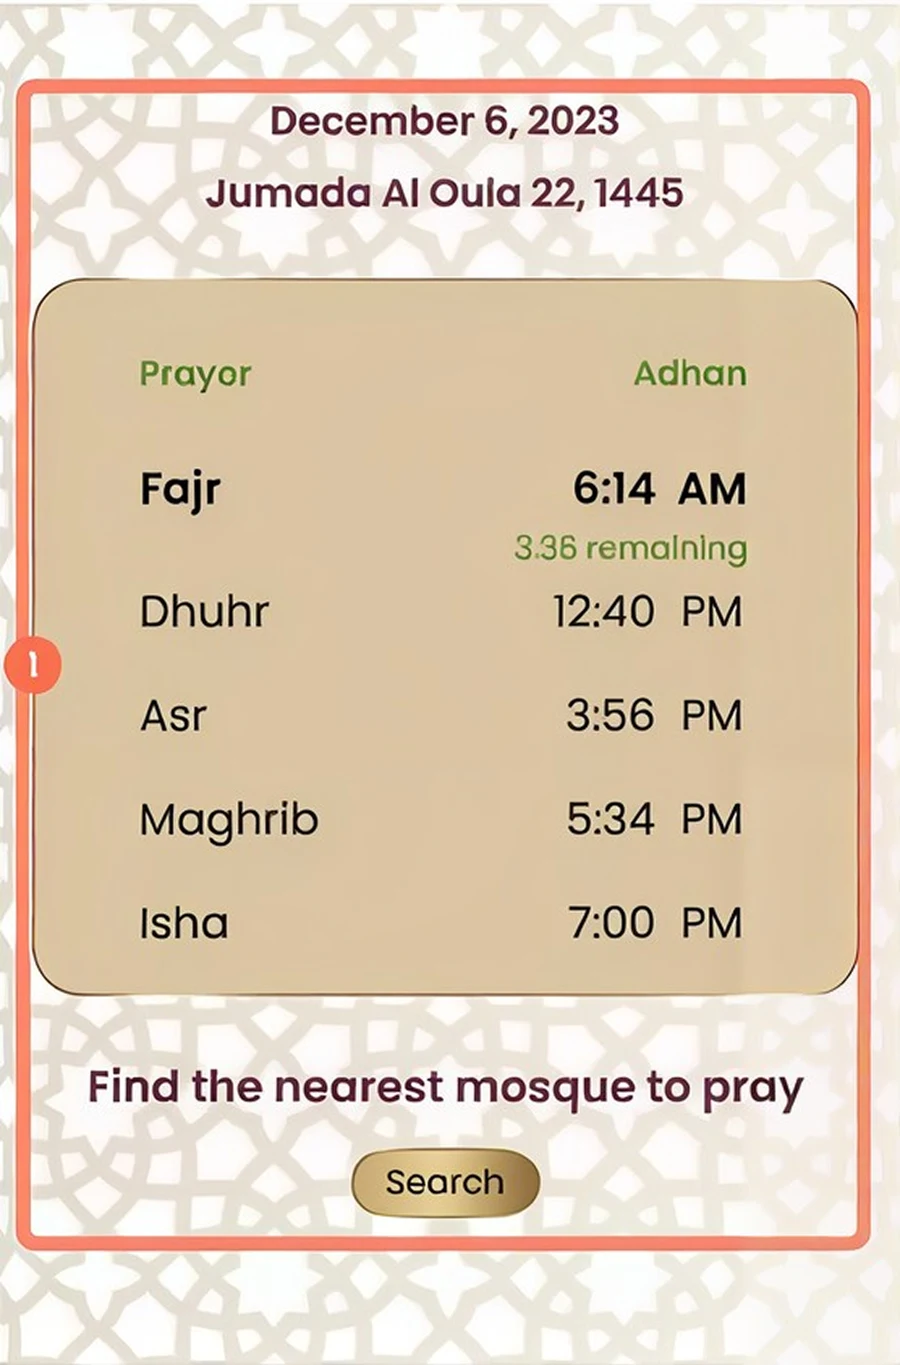 December 6, 2023
Jumada Al Oula 22, 1445
Prayor Adhan
Fajr 6:14 AM
3.36 remalning
Dhuhr 12:40 PM
1
Asr 3:56 PM
Maghrib 5:34 PM
Isha 7:00 PM
Find the nearest mosque to pray
Search